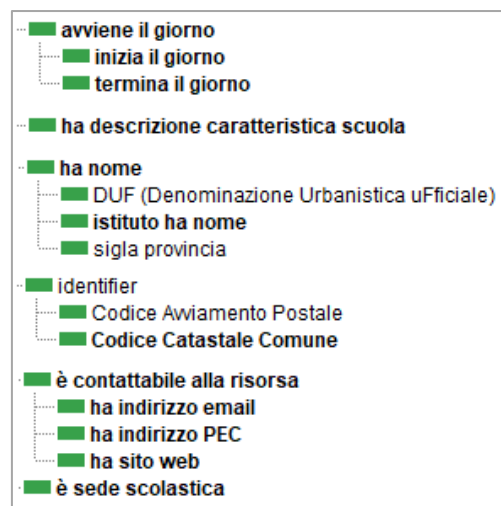 avviene il giorno
inizia il giorno
termina il giorno
ha descrizione caratteristica scuola
ha nome
DUF (Denominazione Urbanistica uFficiale)
istituto ha nome
sigla provincia
identifier
Codice Avviamento Postale
Codice Catastale Comune
è contattabile alla risorsa
ha indirizzo email
ha indirizzo PEC
ha sito web
è sede scolastica